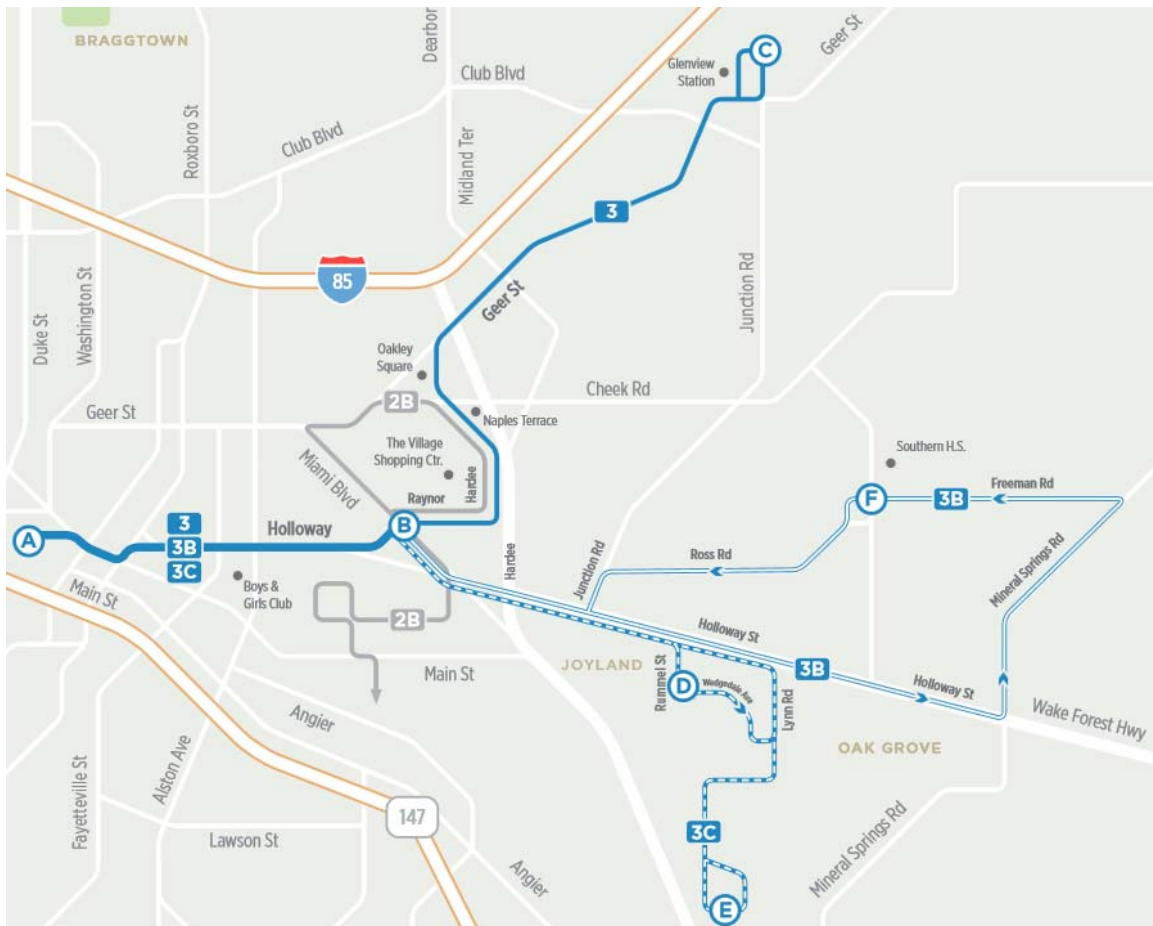 BRAGGTOWN
Dearbor
Geer St
C
Glenview
Station
Club Blvd
Roxboro St
Club Blvd
Midland Ter
3
Washington St
85
Geer St
Junction Rd
Duke St
Oakley
Square
Cheek Rd
2B
Geer St
Naples Terrace
The Village
Shopping Ctr.
Miami Blvd
Hardee
Southern H.S.
Raynor
Freeman Rd
3B
F
B
A
3
3B
3C
Holloway
Hardee
Junction Rd
Ross Rd
Mineral Springs Rd
Main St
Boys &
Girls Club
2B
Holloway St
3B
JOYLAND
Main St
Rummel St
D
Wedgedale Ave
Lynn Rd
Holloway St
Wake Forest Hwy
Angier
OAK GROVE
Fayetteville St
Alston Ave
147
3C
Mineral Springs Rd
Lawson St
Angier
E